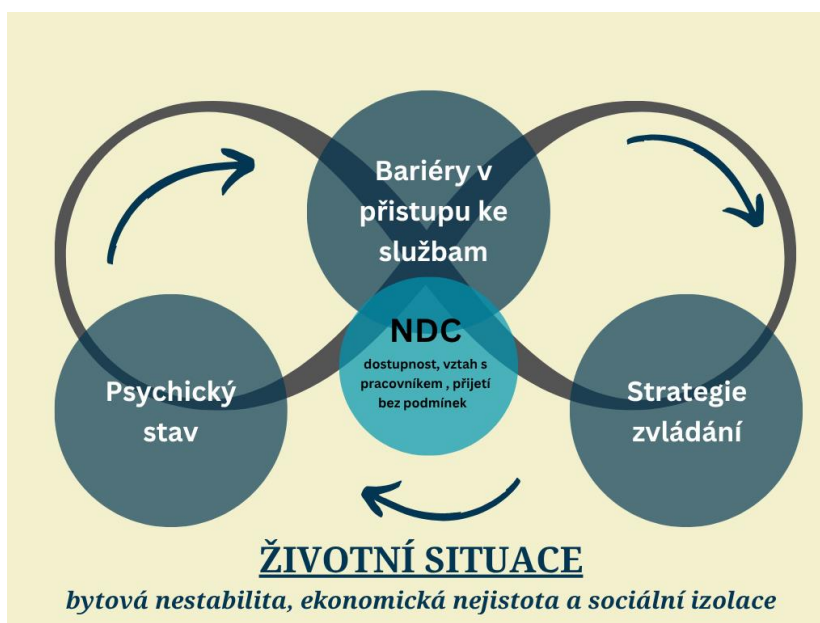 Bariéry v
přistupu ke
službam
NDC
dostupnost, vztah s
pracovníkem , přijetí
bez podmínek
Psychický
stav
Strategie
zvládání
ŽIVOTNÍ SITUACE
bytová nestabilita, ekonomická nejistota a sociální izolace